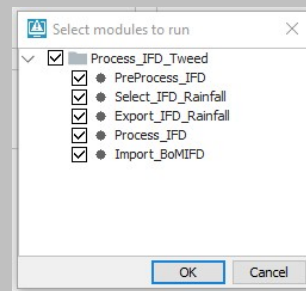 Select modules to run
Process_IFD_Tweed
PreProcess_IFD
Select_IFD_Rainfall
Export_IFD_Rainfall
Process_IFD
Import_BoMIFD
OK Cancel